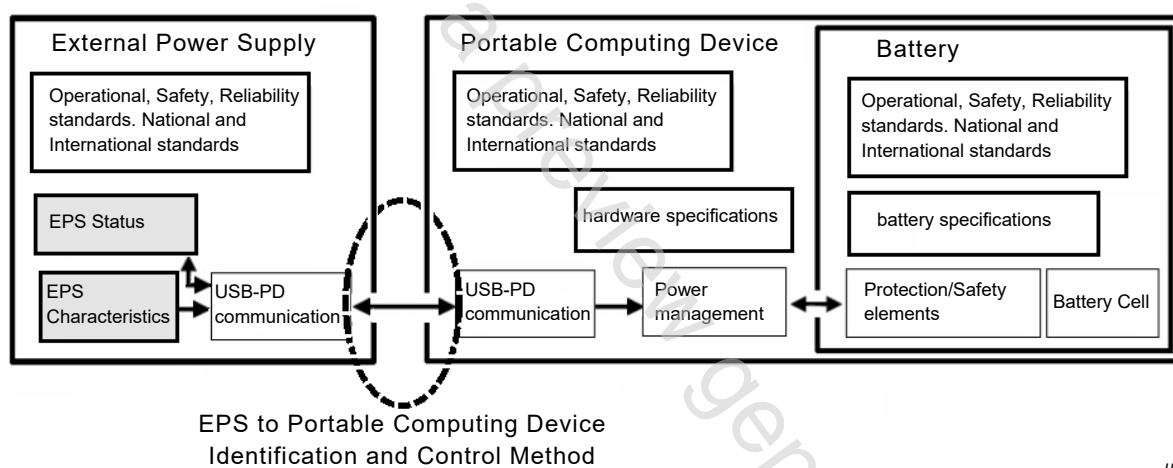 External Power Supply
Operational, Safety, Reliability
standards. National and
International standards
EPS Status
EPS
Characteristics
USB-PD
communication
Portable Computing Device
Operational, Safety, Reliability
standards. National and
International standards
hardware specifications
USB-PD
communication
Power
management
Battery
Operational, Safety, Reliability
standards. National and
International standards
battery specifications
Protection/Safety
elements
Battery Cell
EPS to Portable Computing Device
Identification and Control Method
a preview gen